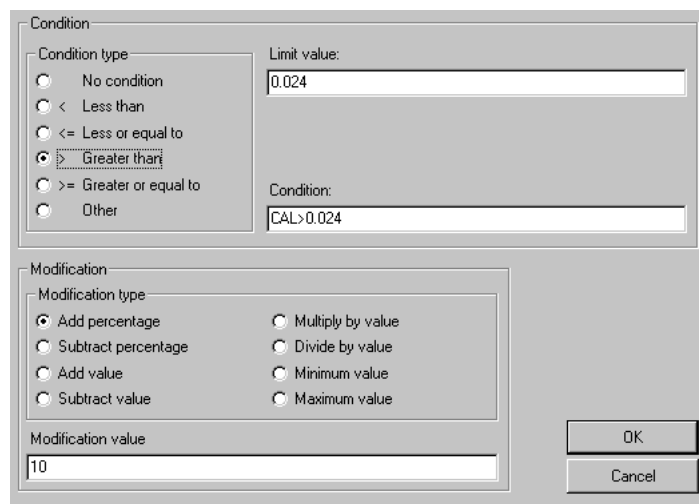 Condition
Condition type
No condition
< Less than
<= Less or equal to
> Greater than
>= Greater or equal to
Other
Limit value:
0.024
Condition:
CAL>0.024
Modification
Modification type
Add percentage
Subtract percentage
Add value
Subtract value
Multiply by value
Divide by value
Minimum value
Maximum value
Modification value
10
OK
Cancel